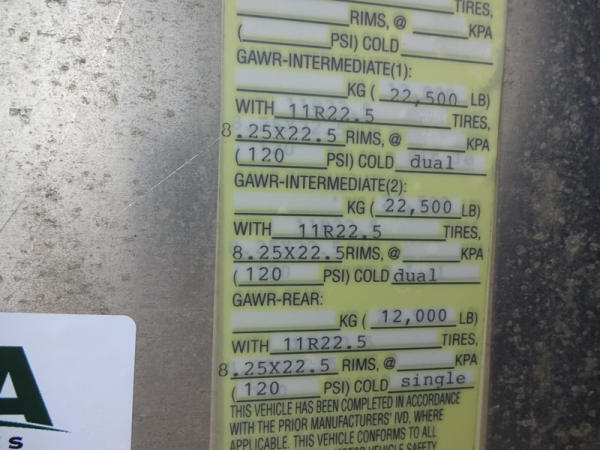 TIRES,
RIMS, @ KPA
( PSI) COLD
GAWR-INTERMEDIATE(1):
KG ( 22,500 LB)
WITH 11R22.5 TIRES,
8.25X22.5 RIMS, @ KPA
(120 PSI) COLD dual
GAWR-INTERMEDIATE(2):
KG ( 22,500 LB)
WITH 11R22.5 TIRES,
8.25X22.5 RIMS, @ KPA
(120 PSI) COLD dual
GAWR-REAR:
KG ( 12,000 LB)
WITH 11R22.5 TIRES,
8.25X22.5 RIMS, @ KPA
(120 PSI) COLD single
THIS VEHICLE HAS BEEN COMPLETED IN ACCORDANCE
WITH THE PRIOR MANUFACTURERS' IVD, WHERE
APPLICABLE. THIS VEHICLE CONFORMS TO ALL
VEHICLE SAFETY
A
S